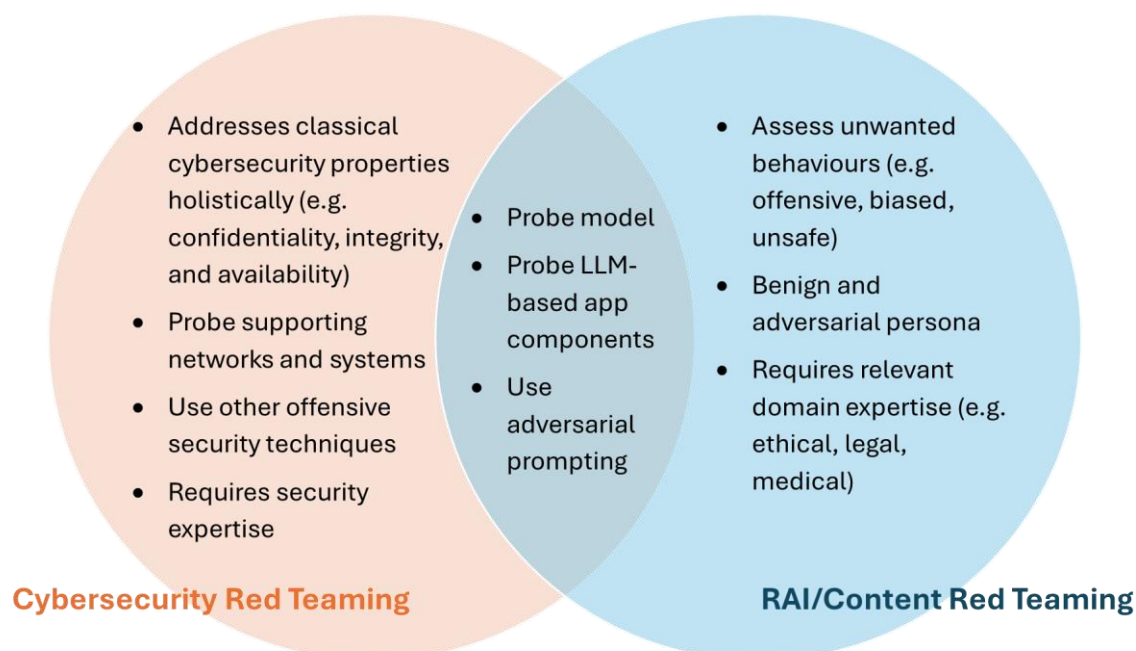 • Addresses classical
cybersecurity properties
holistically (e.g.
confidentiality, integrity,
and availability)
• Probe supporting
networks and systems
• Use other offensive
security techniques
• Requires security
expertise
• Probe model
• Probe LLM-
based app
components
• Use
adversarial
prompting
• Assess unwanted
behaviours (e.g.
offensive, biased,
unsafe)
• Benign and
adversarial persona
• Requires relevant
domain expertise (e.g.
ethical, legal,
medical)
Cybersecurity Red Teaming
RAI/Content Red Teaming